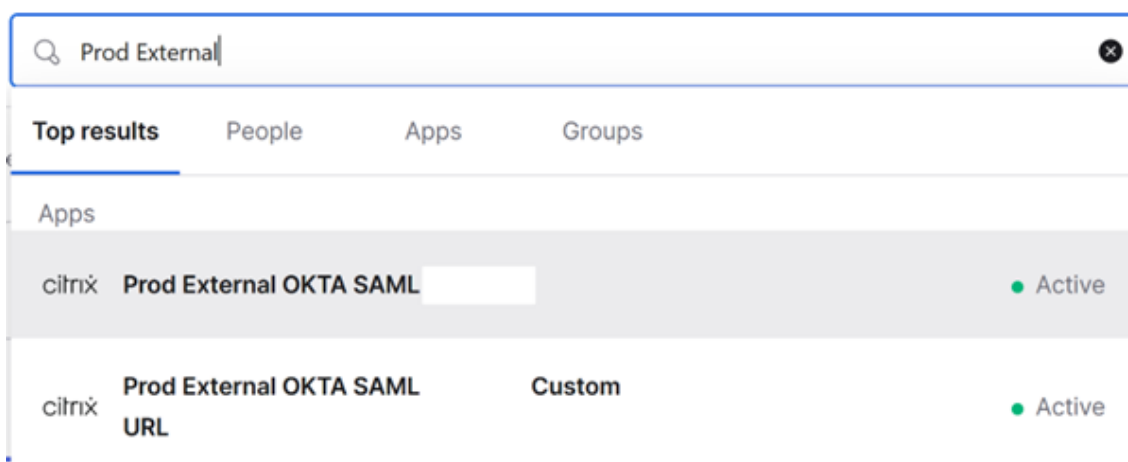 Prod External
Top results People Apps Groups
Apps
citrix Prod External OKTA SAML Active
Prod External OKTA SAML Custom
citrix URL Active